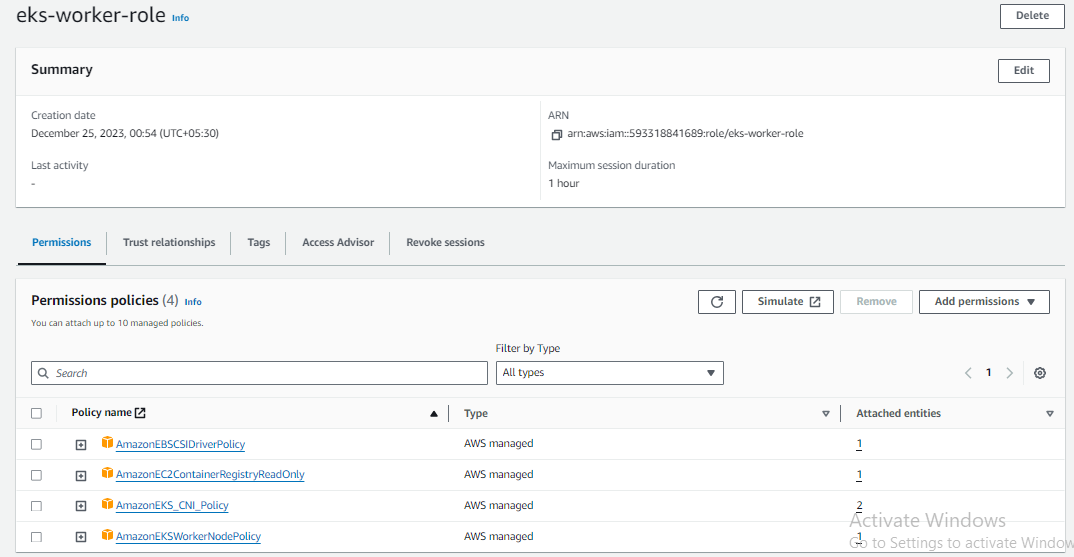 eks-worker-role Info
Delete
Summary
Edit
Creation date
December 25, 2023, 00:54 (UTC+05:30)
ARN
arn:aws:iam::593318841689:role/eks-worker-role
Last activity
-
Maximum session duration
1 hour
Permissions Trust relationships Tags Access Advisor Revoke sessions
Permissions policies (4) Info
You can attach up to 10 managed policies.
Simulate Remove Add permissions
Filter by Type
Search All types 1
Policy name Type Attached entities
AmazonEBSCSIDriverPolicy AWS managed 1
AmazonEC2ContainerRegistryReadOnly AWS managed 1
AmazonEKS_CNI_Policy AWS managed 2
AmazonEKSWorkerNodePolicy AWS managed 1
Activate Windows
Go to Settings to activate Window